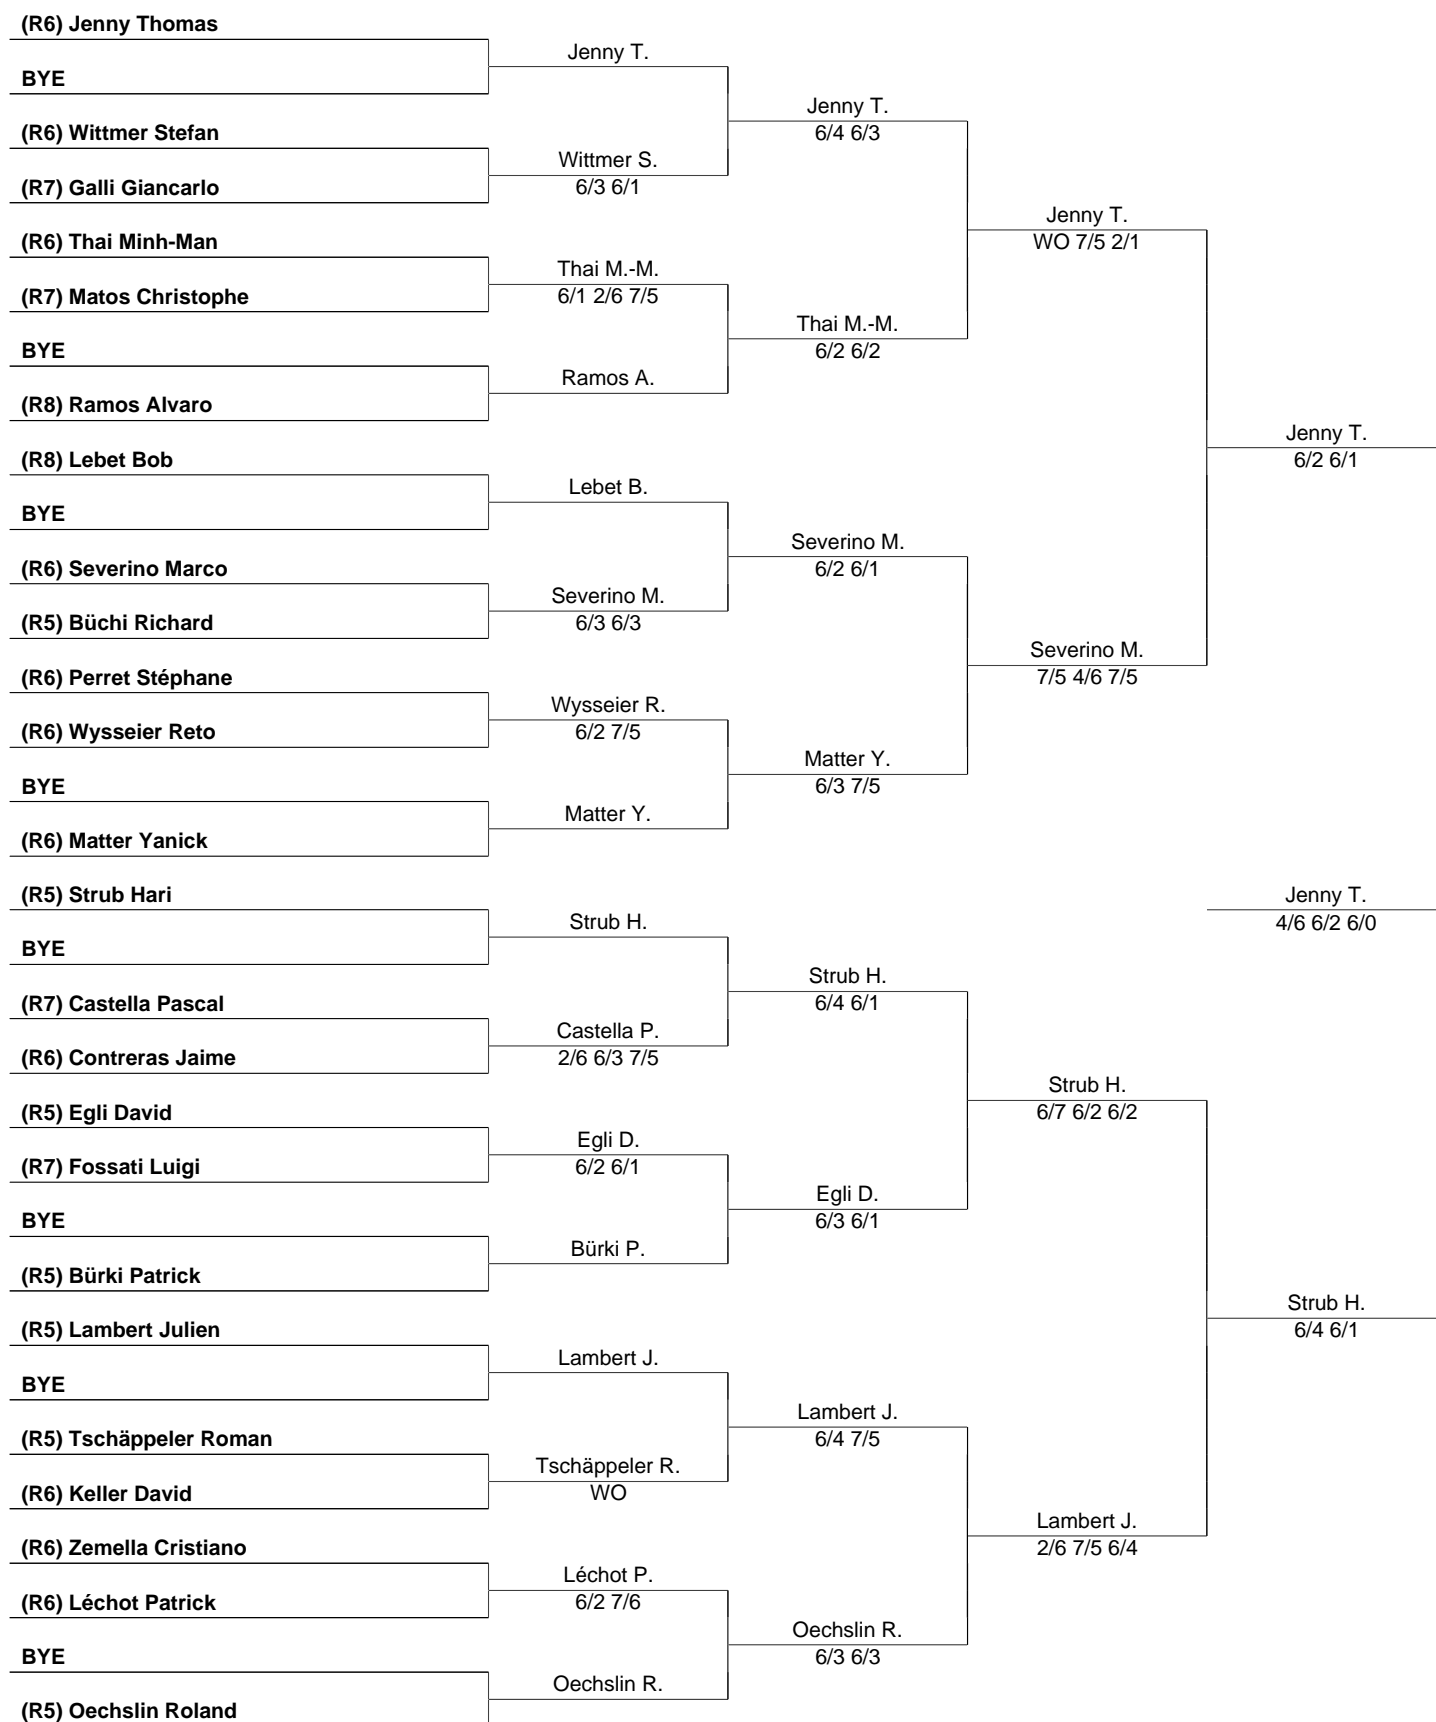 (R6) Jenny Thomas
BYE
(R6) Wittmer Stefan
(R7) Galli Giancarlo
(R6) Thai Minh-Man
(R7) Matos Christophe
BYE
(R8) Ramos Alvaro
(R8) Lebet Bob
BYE
(R6) Severino Marco
(R5) Büchi Richard
(R6) Perret Stéphane
(R6) Wysseier Reto
BYE
(R6) Matter Yanick
(R5) Strub Hari
BYE
(R7) Castella Pascal
(R6) Contreras Jaime
(R5) Egli David
(R7) Fossati Luigi
BYE
(R5) Bürki Patrick
(R5) Lambert Julien
BYE
(R5) Tschäppeler Roman
(R6) Keller David
(R6) Zemella Cristiano
(R6) Léchot Patrick
BYE
(R5) Oechslin Roland
Jenny T.
Wittmer S.
6/3 6/1
Thai M.-M.
6/1 2/6 7/5
Ramos A.
Lebet B.
Severino M.
6/3 6/3
Wysseier R.
6/2 7/5
Matter Y.
Strub H.
Castella P.
2/6 6/3 7/5
Egli D.
6/2 6/1
Bürki P.
Lambert J.
Tschäppeler R.
WO
Léchot P.
6/2 7/6
Oechslin R.
Jenny T.
6/4 6/3
Thai M.-M.
6/2 6/2
Severino M.
6/2 6/1
Matter Y.
6/3 7/5
Strub H.
6/4 6/1
Egli D.
6/3 6/1
Lambert J.
6/4 7/5
Oechslin R.
6/3 6/3
Jenny T.
WO 7/5 2/1
Severino M.
7/5 4/6 7/5
Strub H.
6/7 6/2 6/2
Lambert J.
2/6 7/5 6/4
Jenny T.
6/2 6/1
Jenny T.
4/6 6/2 6/0
Strub H.
6/4 6/1